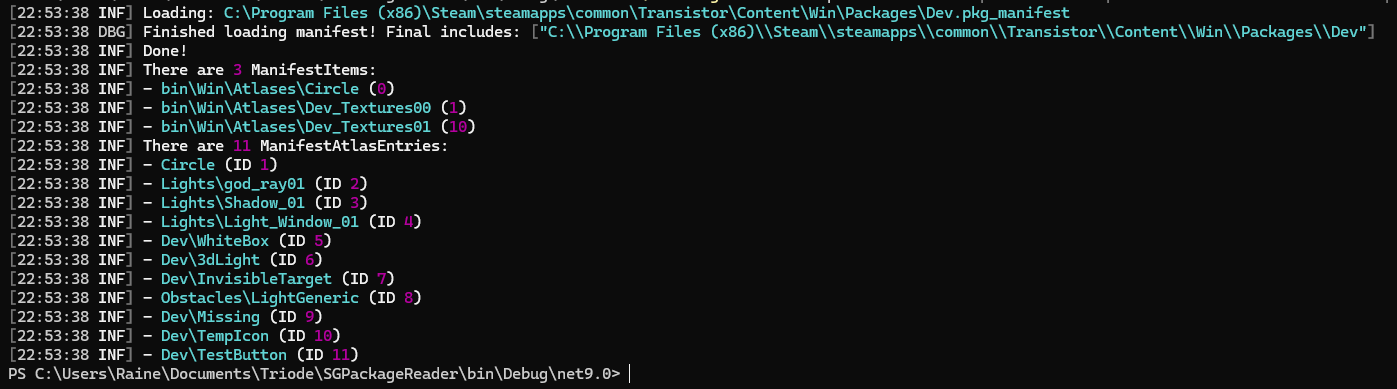 [22:53:38 INF] Loading: C:\Program Files (x86)\Steam\steamapps\common\Transistor\Content\Win\Packages\Dev.pkg_manifest
[22:53:38 DBG] Finished loading manifest! Final includes: ["C:\\Program Files (x86)\\Steam\\steamapps\\common\\Transistor\\Content\\Win\\Packages\\Dev"]
[22:53:38 INF] Done!
[22:53:38 INF] There are 3 ManifestItems:
[22:53:38 INF] - bin\Win\Atlases\Circle (0)
[22:53:38 INF] - bin\Win\Atlases\Dev_Textures00 (1)
[22:53:38 INF] - bin\Win\Atlases\Dev_Textures01 (10)
[22:53:38 INF] There are 11 ManifestAtlasEntries:
[22:53:38 INF] - Circle (ID 1)
[22:53:38 INF] - Lights\god_ray01 (ID 2)
[22:53:38 INF] - Lights\Shadow_01 (ID 3)
[22:53:38 INF] - Lights\Light_Window_01 (ID 4)
[22:53:38 INF] - Dev\WhiteBox (ID 5)
[22:53:38 INF] - Dev\3dLight (ID 6)
[22:53:38 INF] - Dev\InvisibleTarget (ID 7)
[22:53:38 INF] - Obstacles\LightGeneric (ID 8)
[22:53:38 INF] - Dev\Missing (ID 9)
[22:53:38 INF] - Dev\TempIcon (ID 10)
[22:53:38 INF] - Dev\TestButton (ID 11)
PS C:\Users\Raine\Documents\Triode\SGPackageReader\bin\Debug\net9.0>